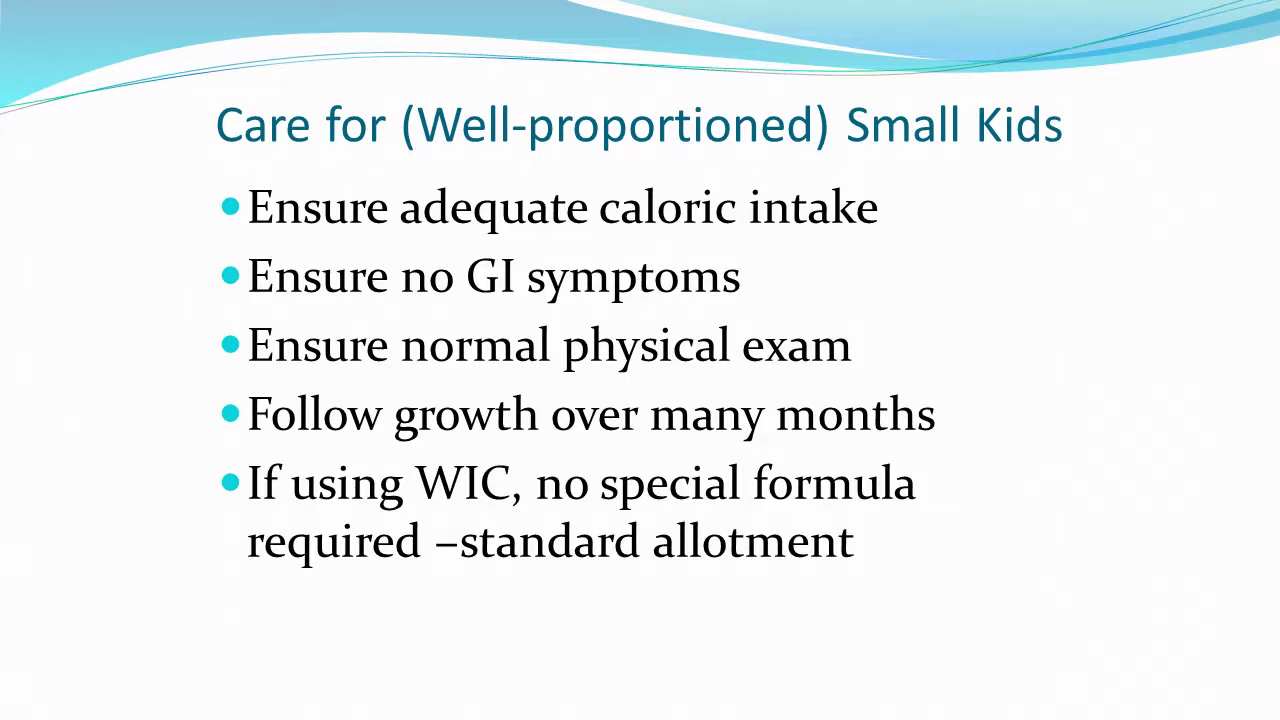 Care for (Well-proportioned) Small Kids
•Ensure adequate caloric intake
•Ensure no GI symptoms
•Ensure normal physical exam
•Follow growth over many months
•If using WIC, no special formula
required –standard allotment